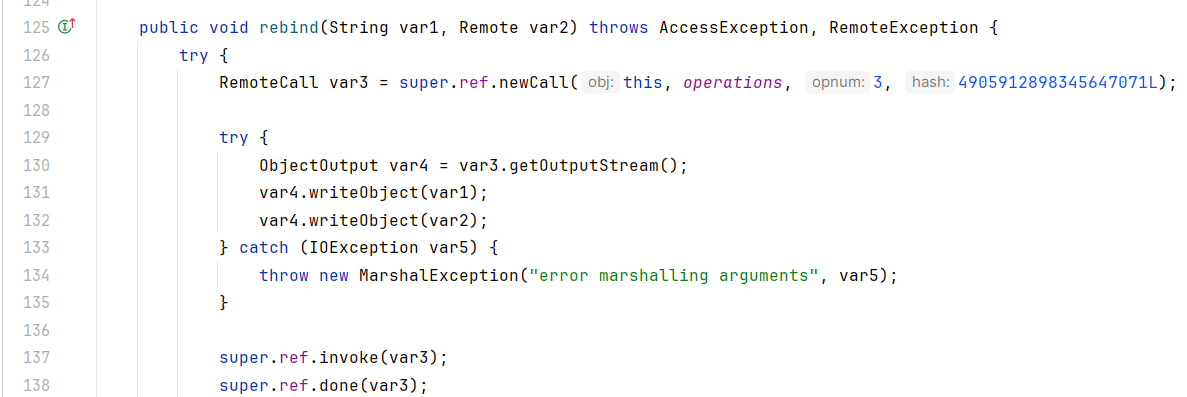 124
125 public void rebind(String var1, Remote var2) throws AccessException, RemoteException {
126 try {
127 RemoteCall var3 = super.ref.newCall( obj: this, operations, opnum: 3, hash: 4905912898345647071L);
128
129 try {
130 ObjectOutput var4 = var3.getOutputStream();
131 var4.writeObject(var1);
132 var4.writeObject(var2);
133 } catch (IOException var5) {
134 throw new MarshalException("error marshalling arguments", var5);
135 }
136
137 super.ref.invoke(var3);
138 super.ref.done(var3);